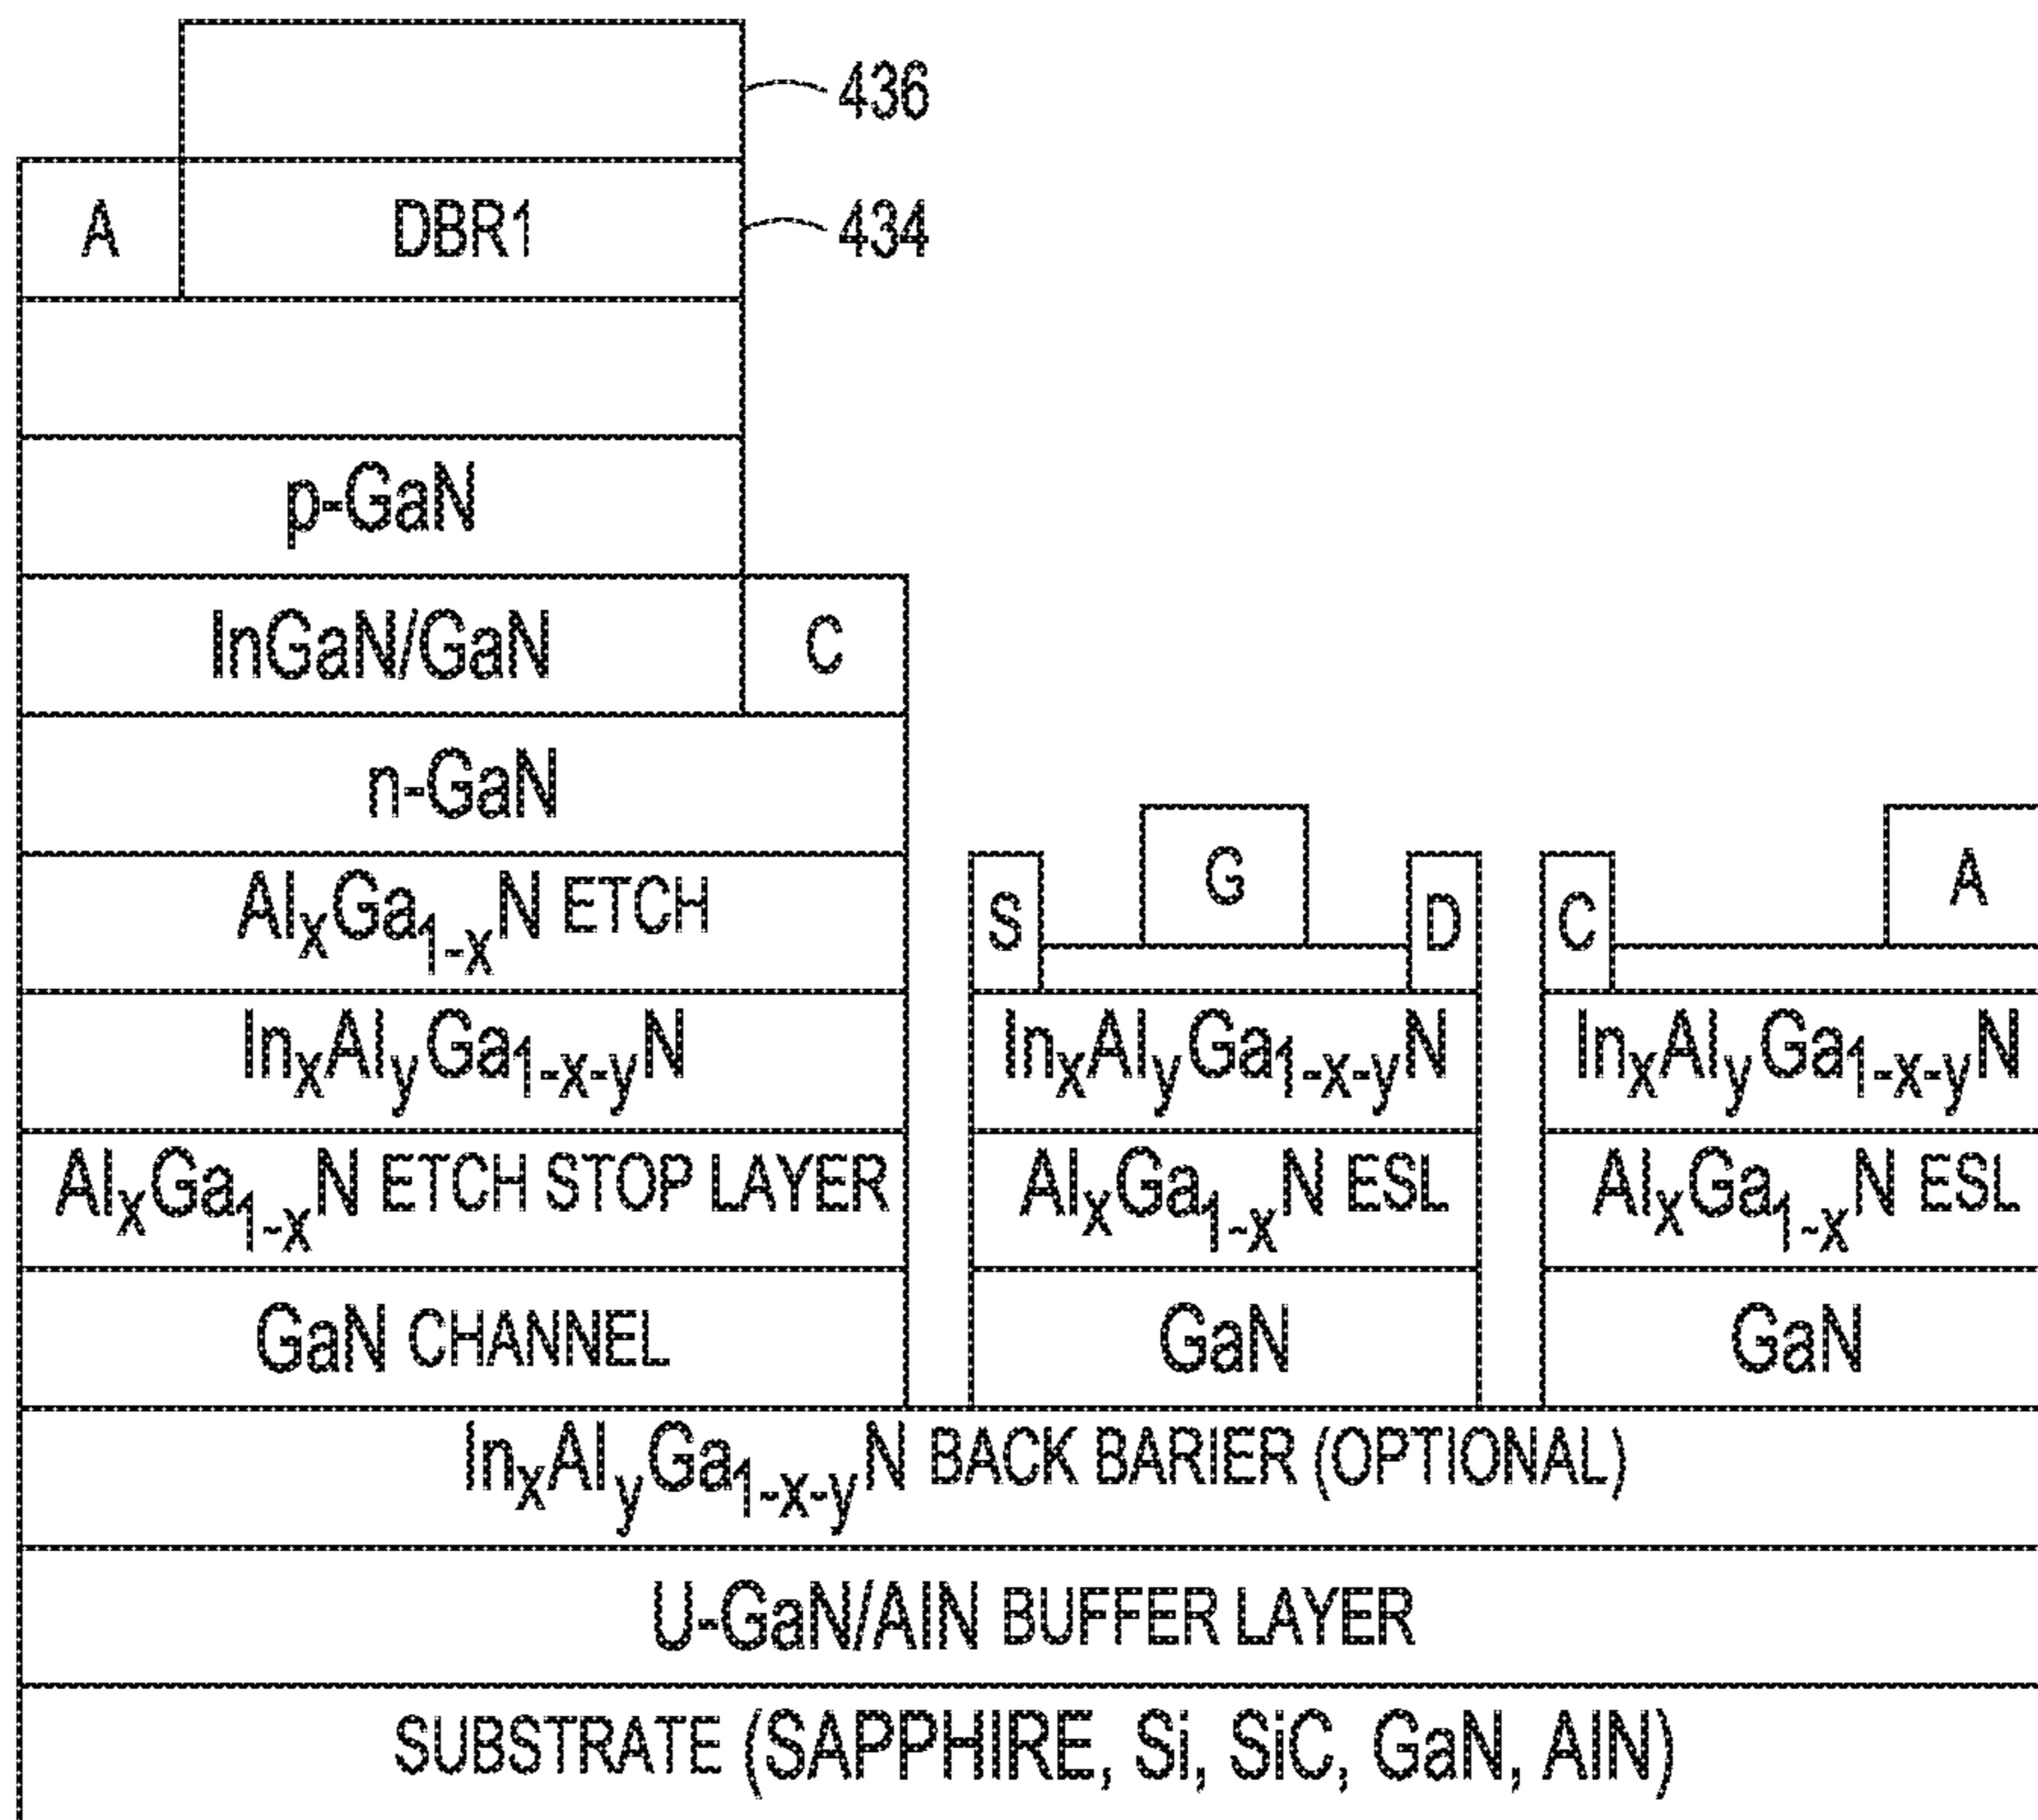 436
A DBR1 434
p-GaN
InGaN/GaN C
n-GaN
AlxGa1-xN ETCH S G D C A
InxAlyGa1-x-yN InxAlyGa1-x-yN InxAlyGa1-x-yN
AlxGa1-xN ETCH STOP LAYER AlxGa1-xN ESL AlxGa1-xN ESL
GaN CHANNEL GaN GaN
InxAlyGa1-x-yN BACK BARIER (OPTIONAL)
U-GaN/AlN BUFFER LAYER
SUBSTRATE (SAPPHIRE, Si, SiC, GaN, AlN)